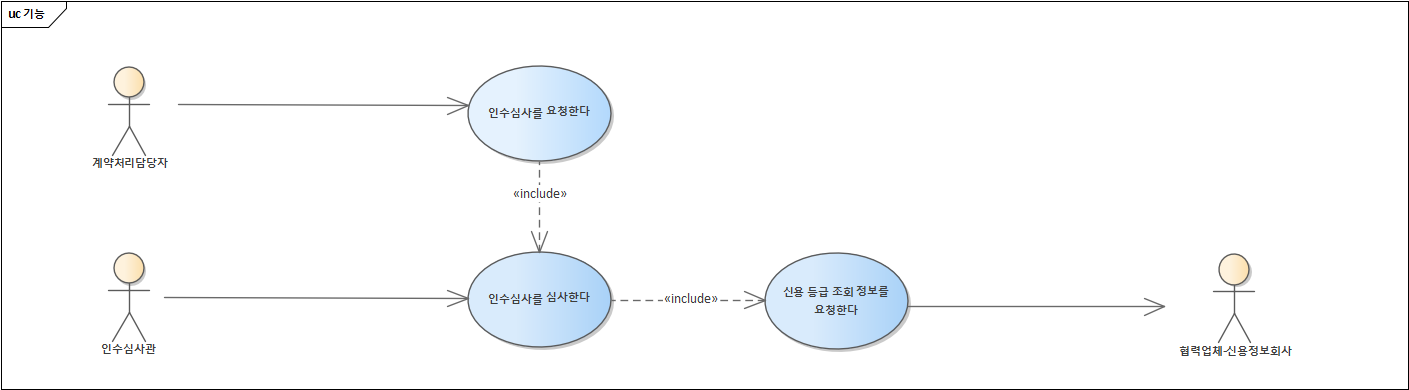 uc 기능
인수심사를 요청한다
계약처리담당자
«include»
인수심사를 심사한다
«include»
신용 등급 조회 정보를
요청한다
인수심사관
협력업체-신용정보회사